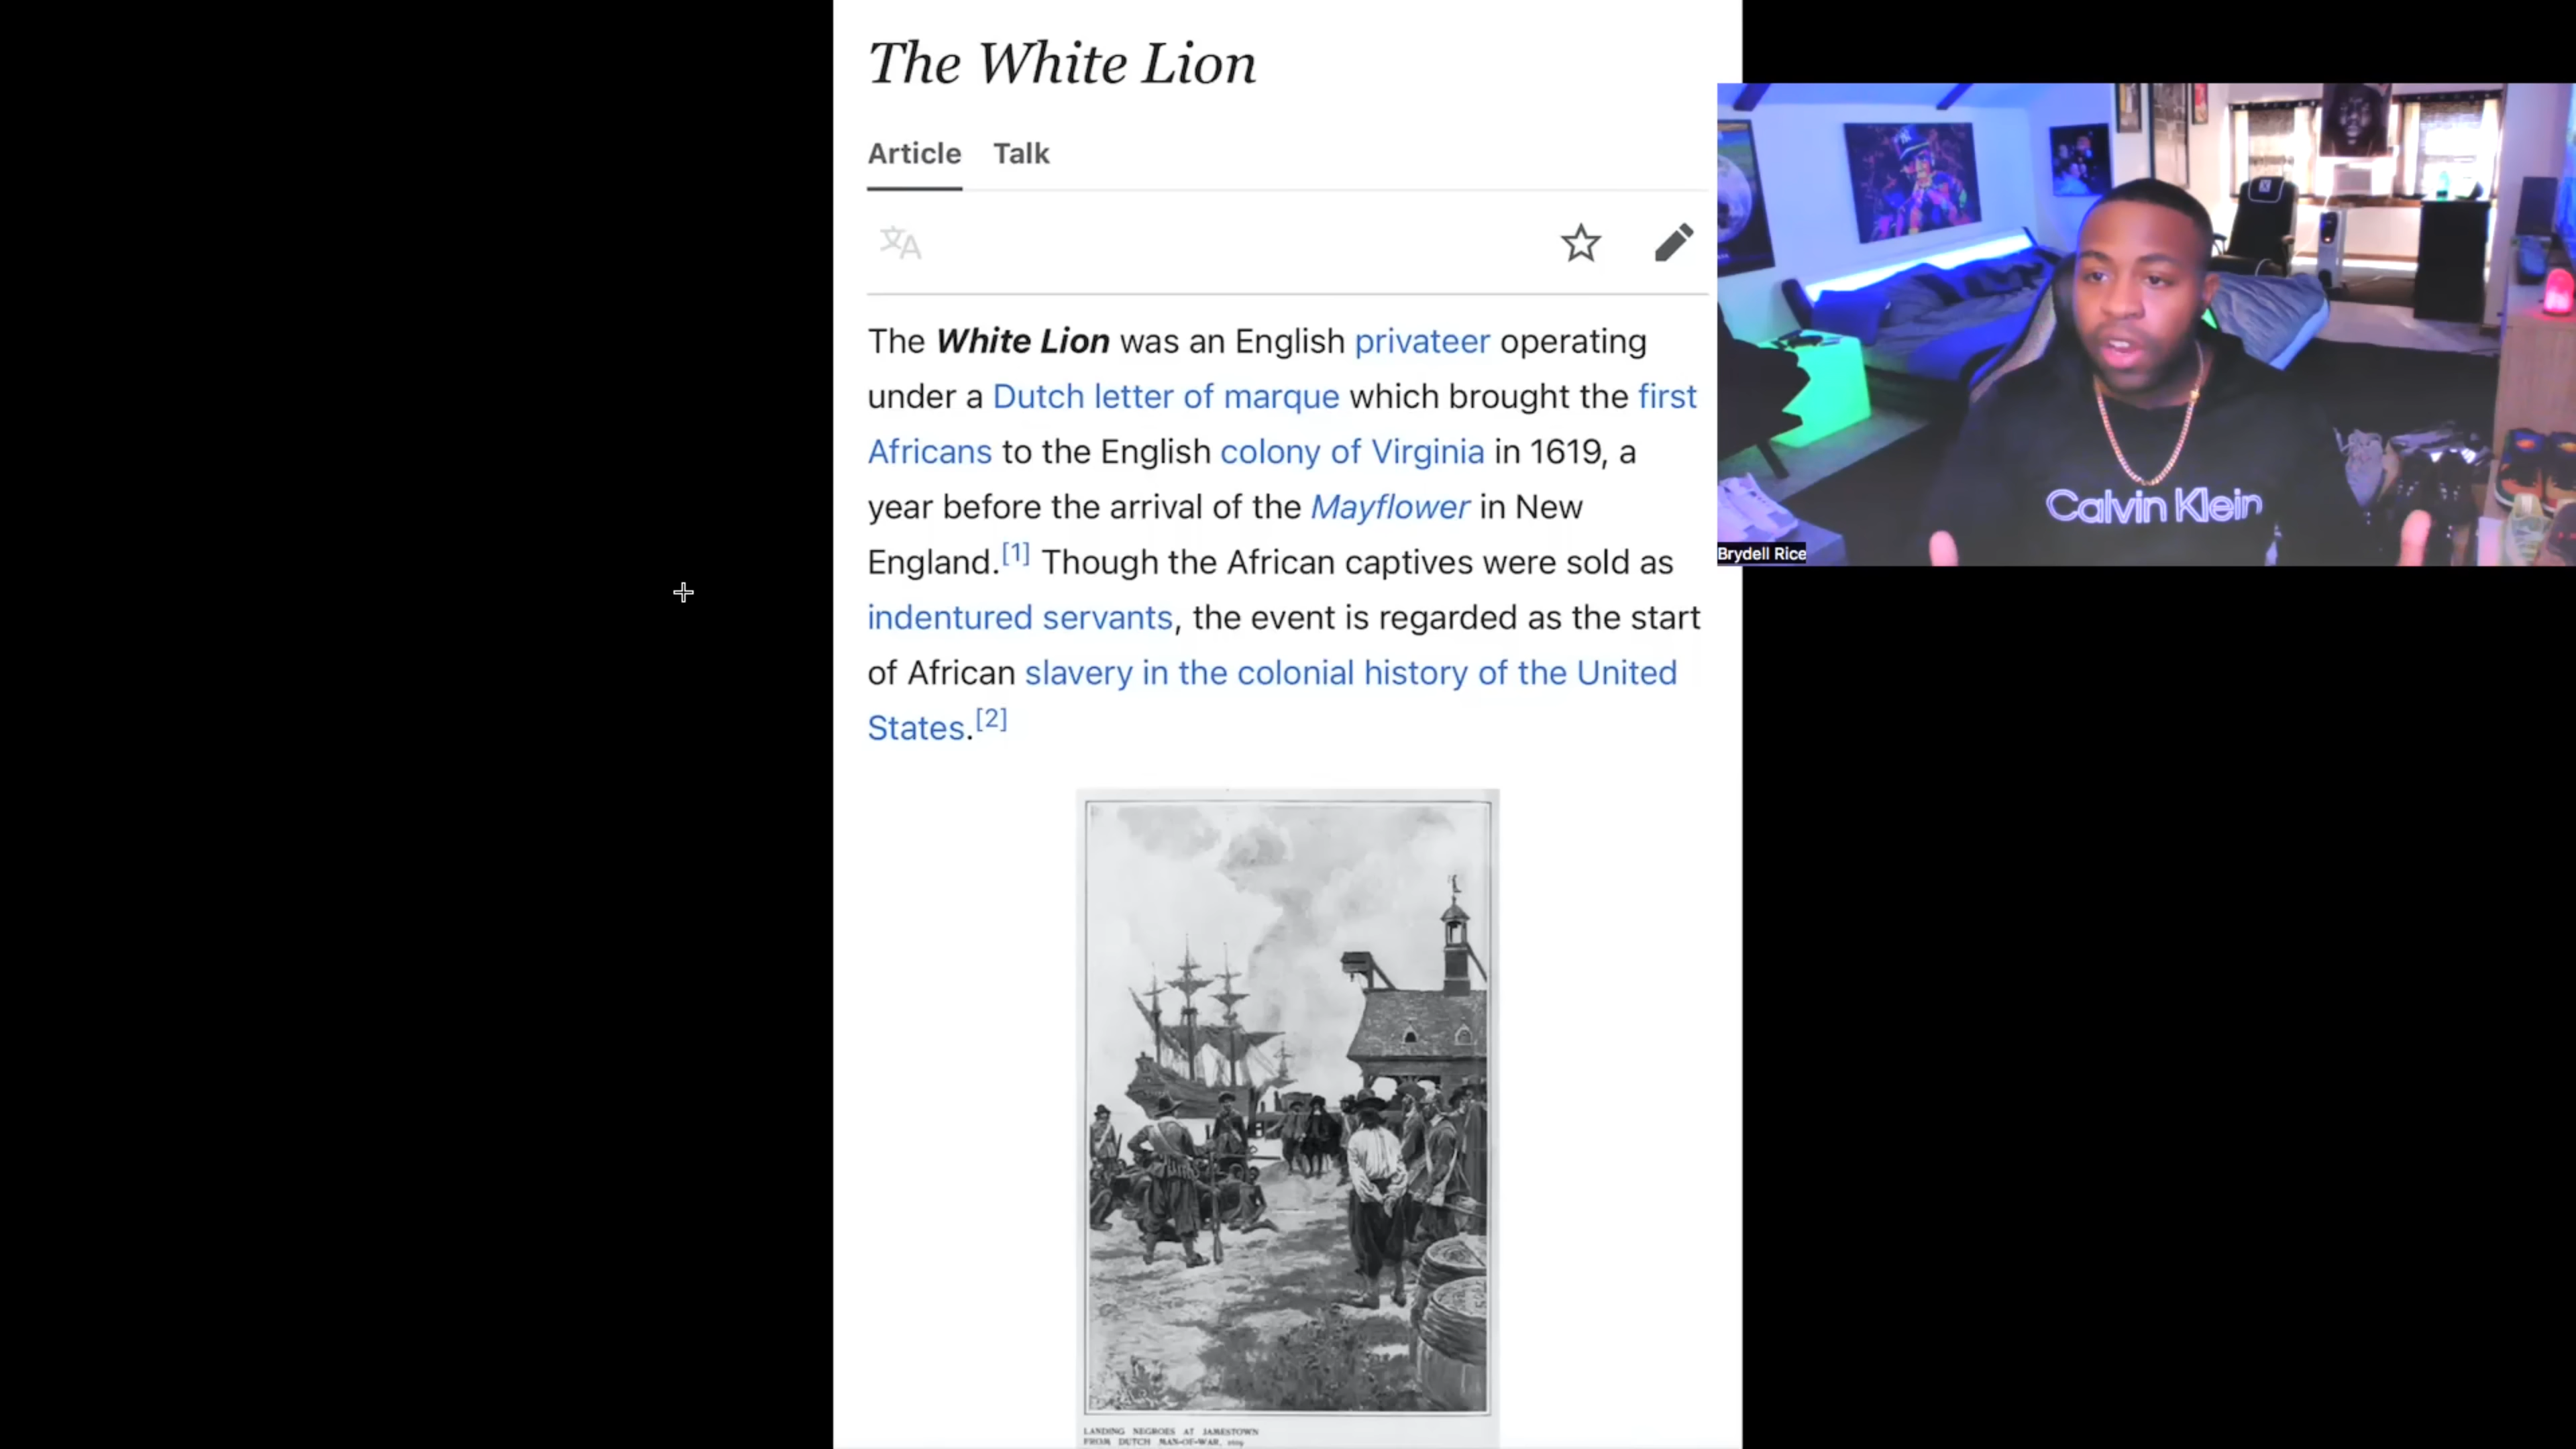 The White Lion
Article Talk
The White Lion was an English privateer operating
under a Dutch letter of marque which brought the first
Africans to the English colony of Virginia in 1619, a
year before the arrival of the Mayflower in New
England.[1] Though the African captives were sold as
indentured servants, the event is regarded as the start
of African slavery in the colonial history of the United
States.[2]
LANDING NEGROES AT JAMESTOWN
FROM DUTCH MAN-OF-WAR, 1619
Calvin Klein
Brydell Rice